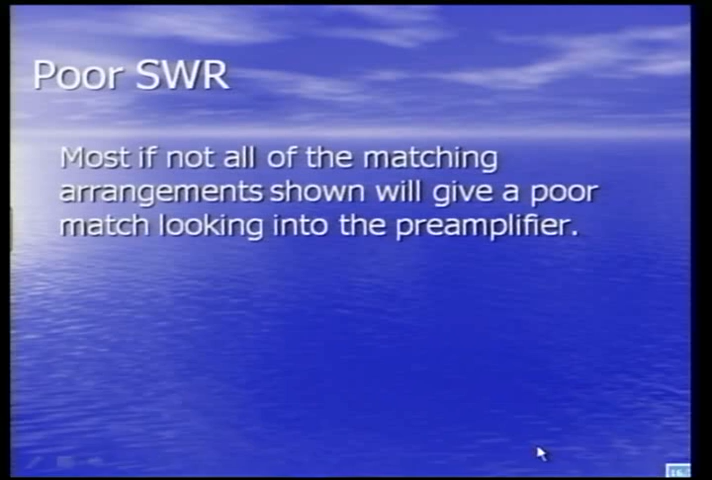 Poor SWR
Most if not all of the matching
arrangements shown will give a poor
match looking into the preamplifier.